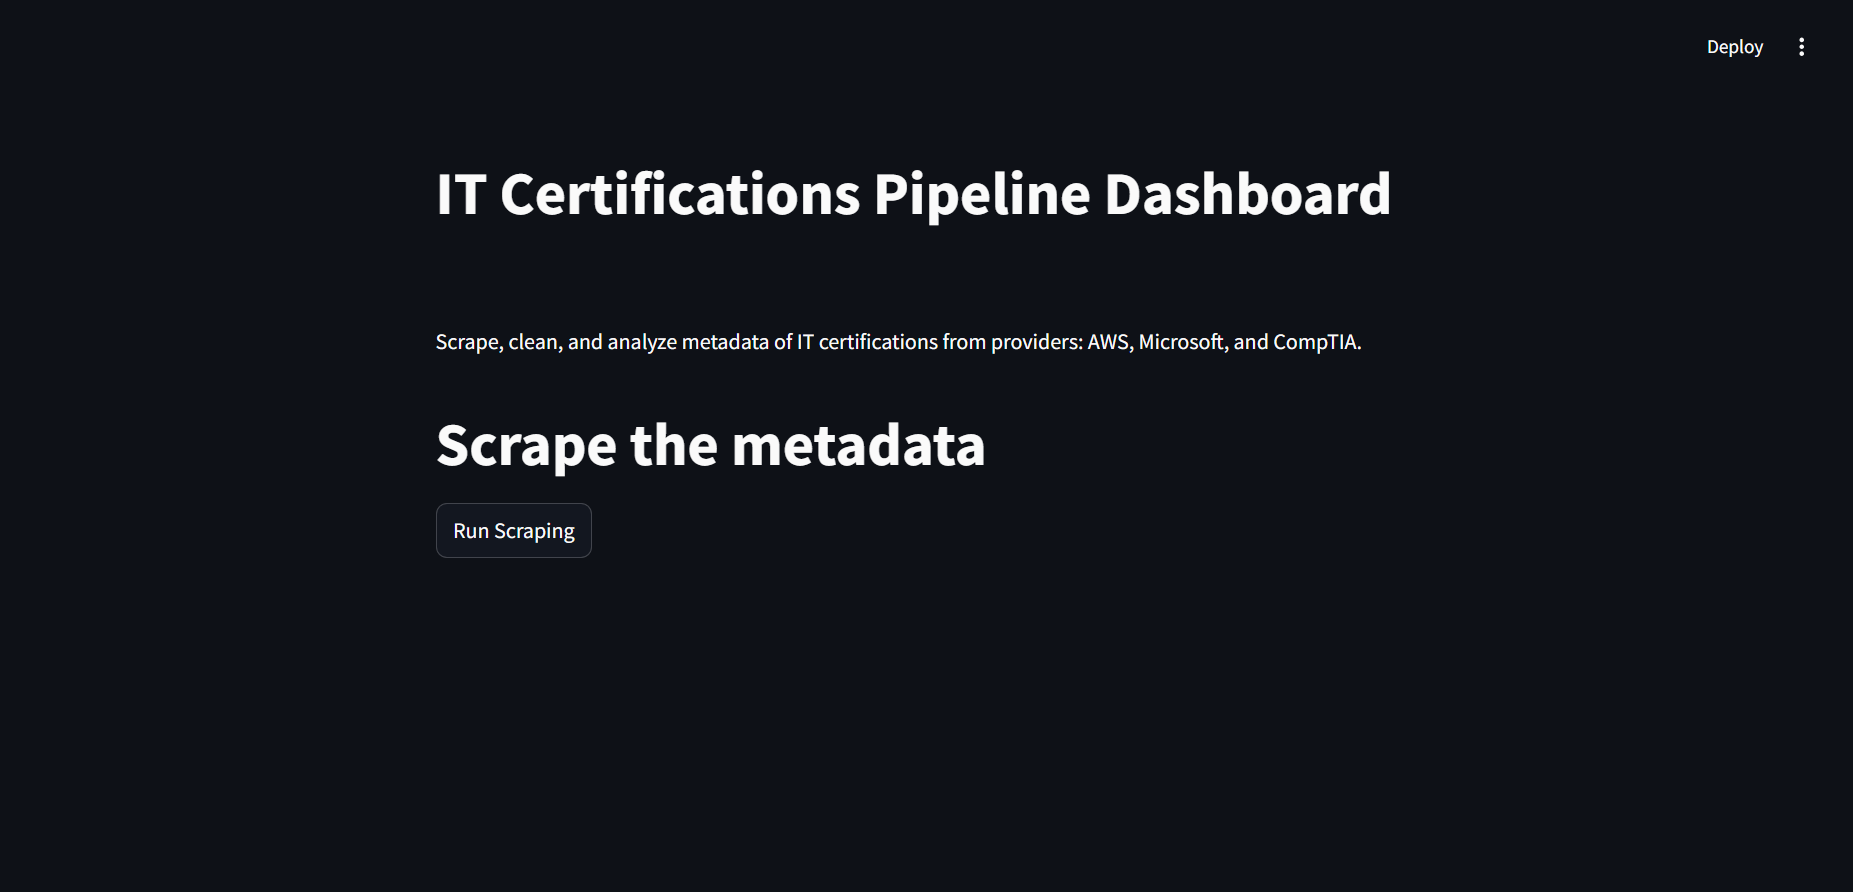 Deploy
IT Certifications Pipeline Dashboard
Scrape, clean, and analyze metadata of IT certifications from providers: AWS, Microsoft, and CompTIA.
Scrape the metadata
Run Scraping